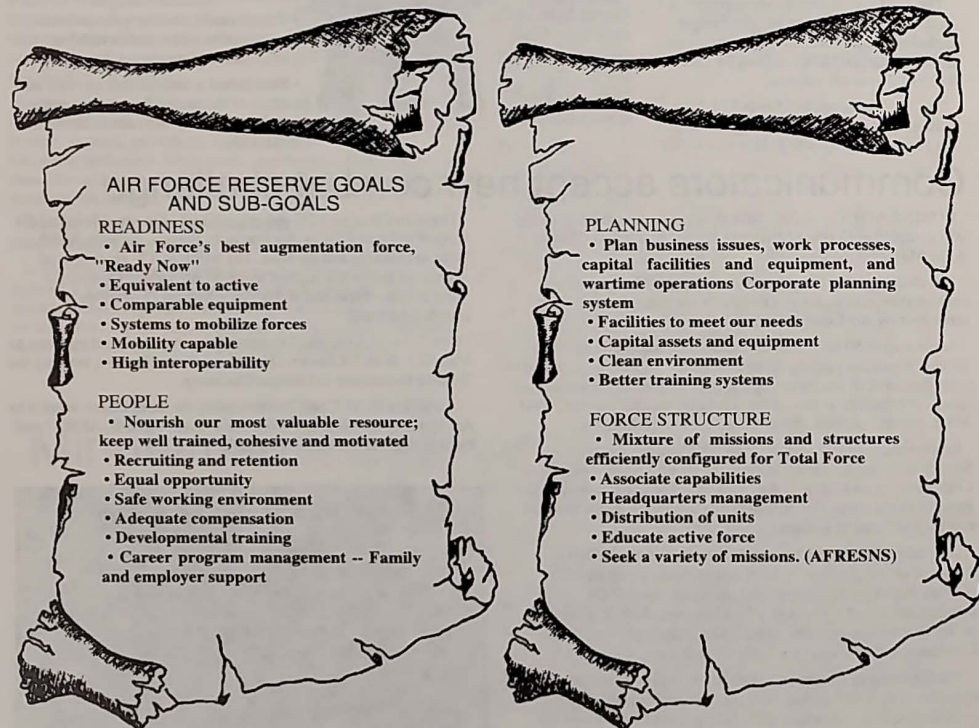 AIR FORCE RESERVE GOALS
AND SUB-GOALS
READINESS
• Air Force's best augmentation force,
"Ready Now"
• Equivalent to active
• Comparable equipment
• Systems to mobilize forces
• Mobility capable
• High interoperability
PEOPLE
• Nourish our most valuable resource;
keep well trained, cohesive and motivated
• Recruiting and retention
• Equal opportunity
• Safe working environment
• Adequate compensation
• Developmental training
• Career program management -- Family
and employer support
PLANNING
• Plan business issues, work processes,
capital facilities and equipment, and
wartime operations Corporate planning
system
• Facilities to meet our needs
• Capital assets and equipment
• Clean environment
• Better training systems
FORCE STRUCTURE
• Mixture of missions and structures
efficiently configured for Total Force
• Associate capabilities
• Headquarters management
• Distribution of units
• Educate active force
• Seek a variety of missions. (AFRESNS)